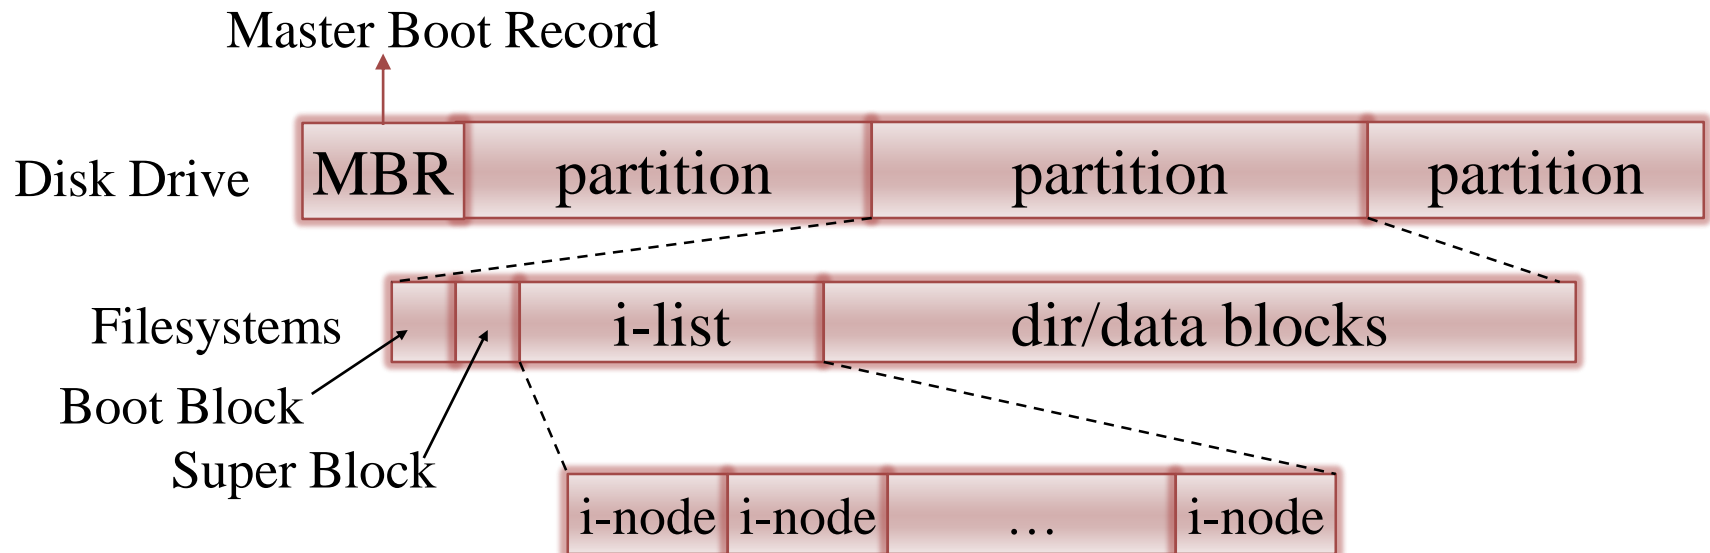 Master Boot Record
Disk Drive MBR partition partition partition
Filesystems i-list dir/data blocks
Boot Block
Super Block
i-node i-node … i-node